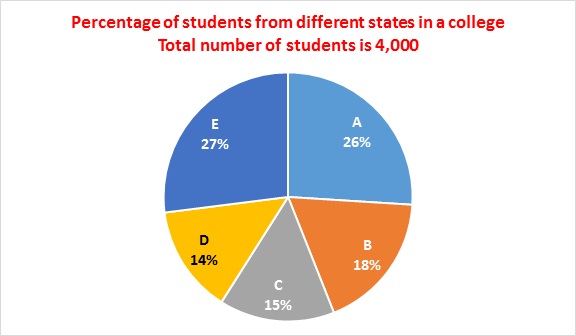 Percentage of students from different states in a college
Total number of students is 4,000
A
26%
B
18%
C
15%
D
14%
E
27%